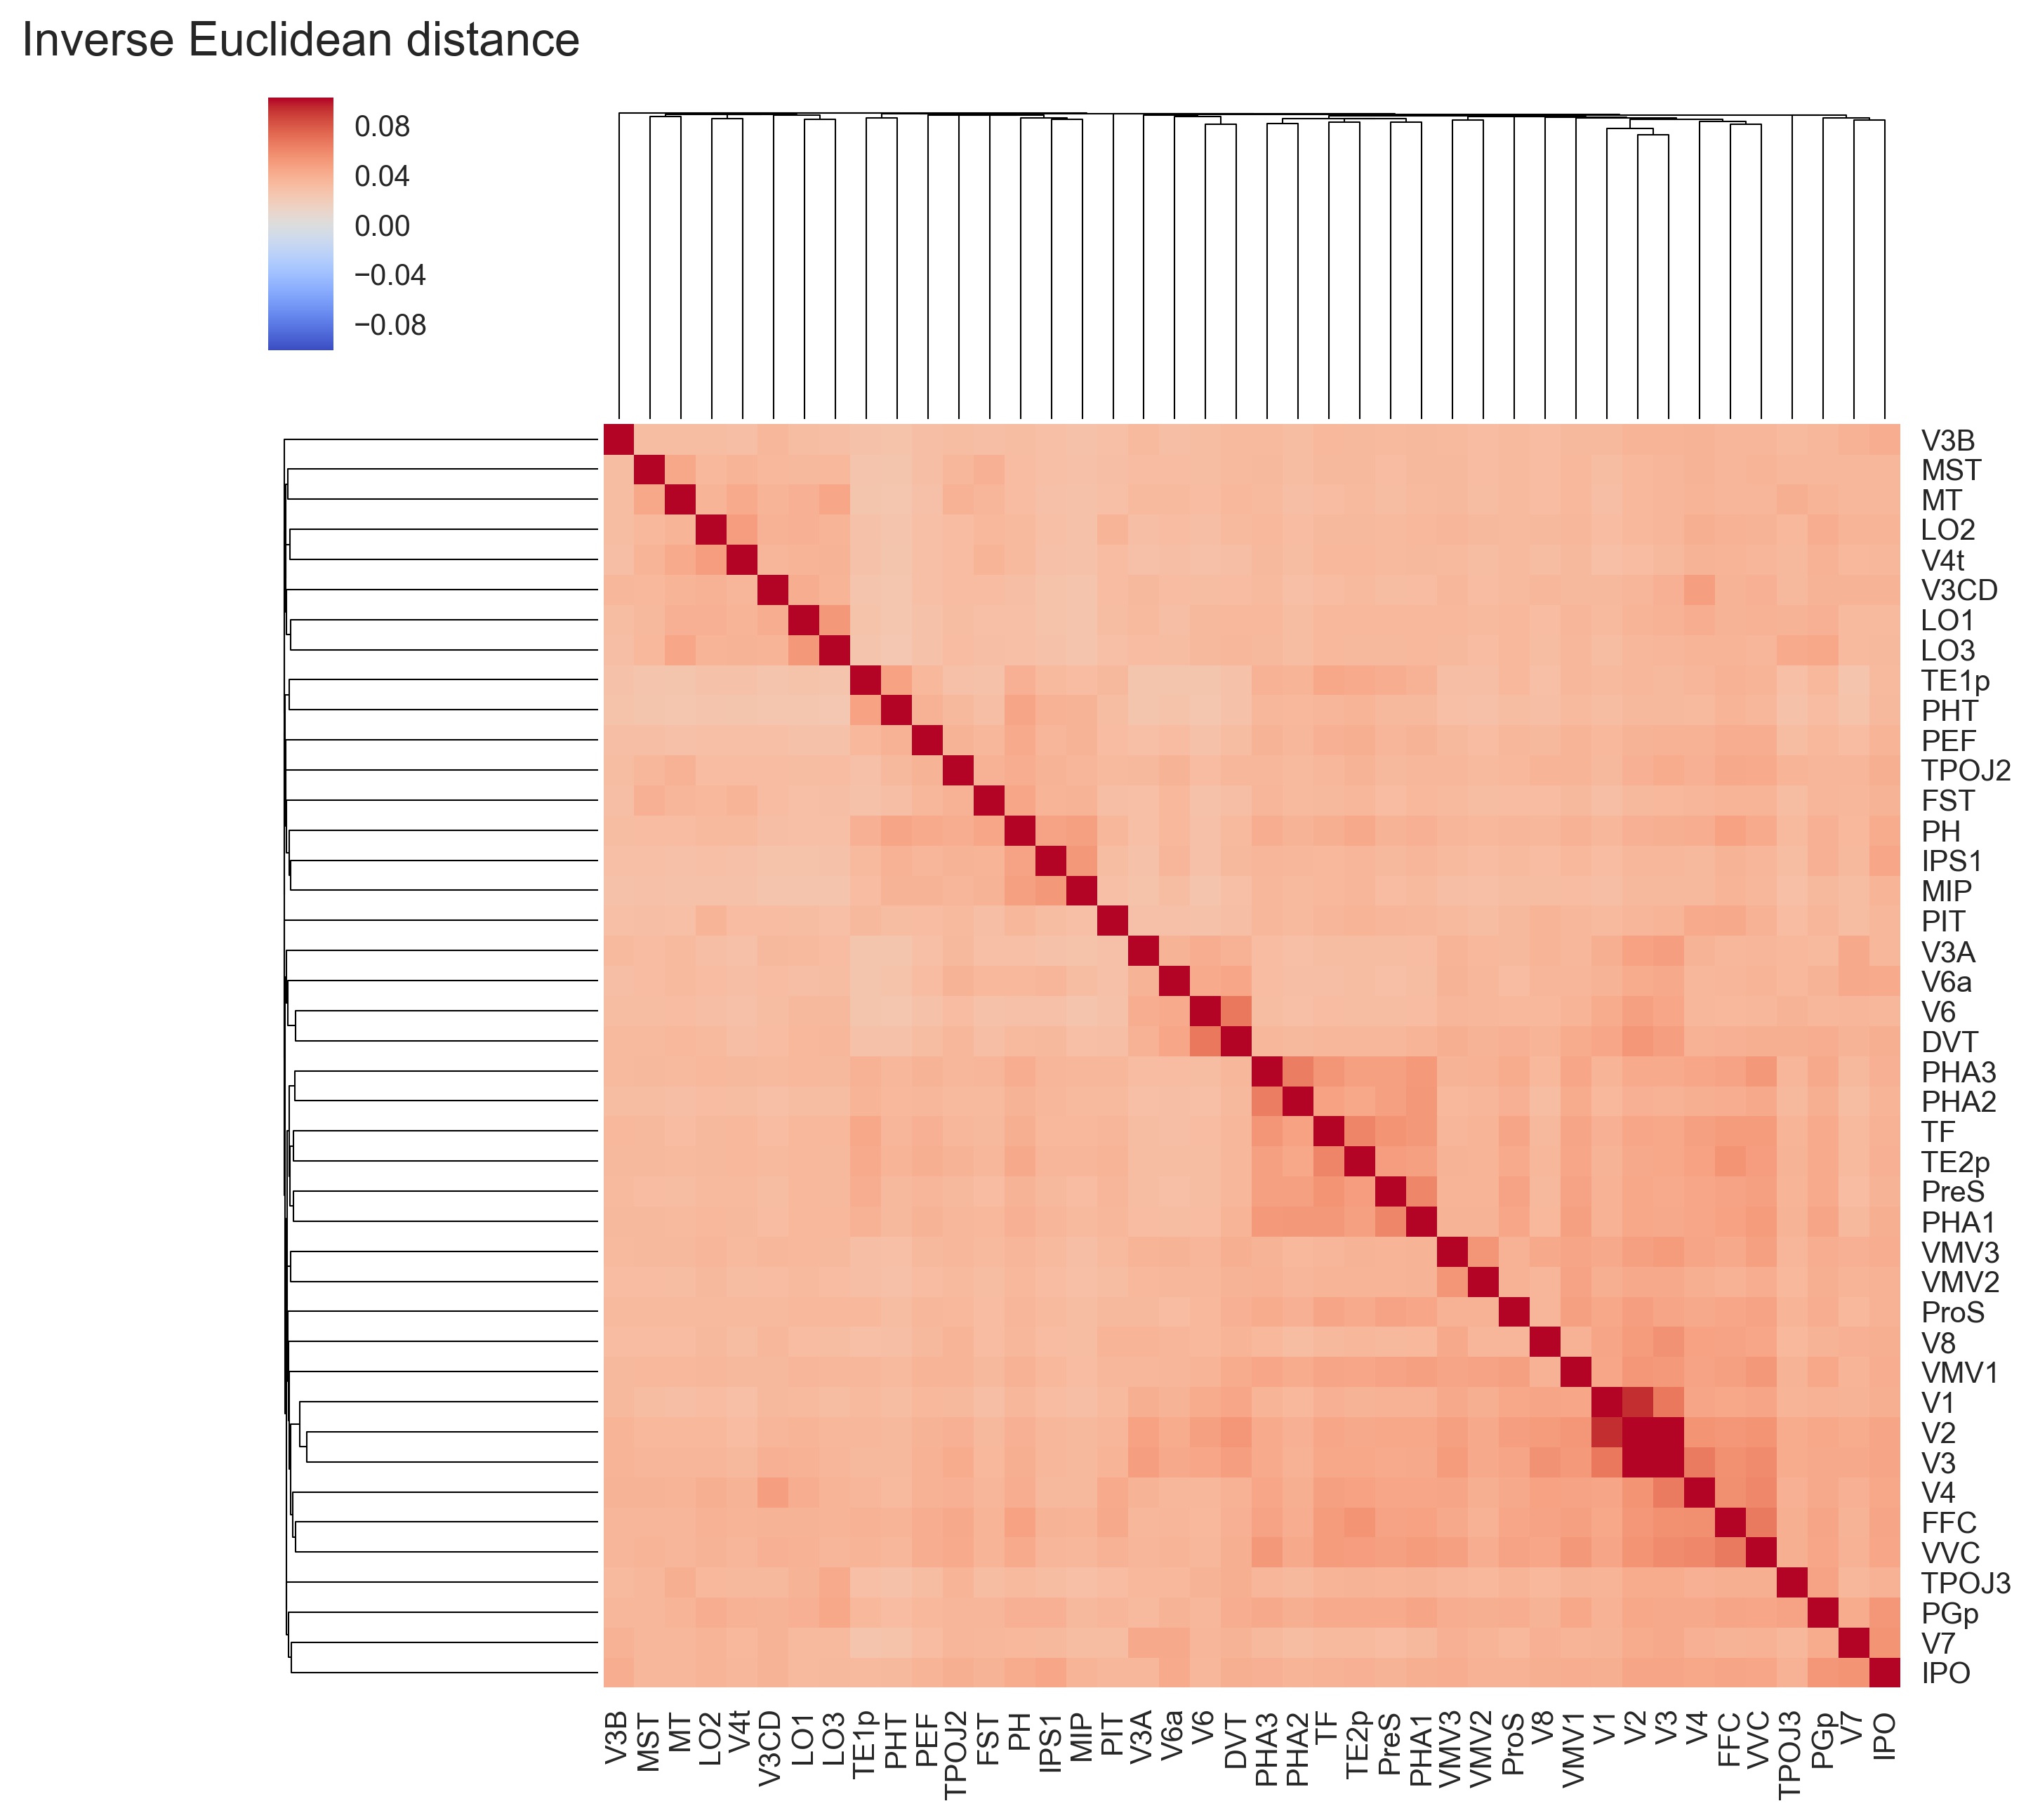 Inverse Euclidean distance
0.08
0.04
0.00
−0.04
−0.08
V3B
MST
MT
LO2
V4t
V3CD
LO1
LO3
TE1p
PHT
PEF
TPOJ2
FST
PH
IPS1
MIP
PIT
V3A
V6a
V6
DVT
PHA3
PHA2
TF
TE2p
PreS
PHA1
VMV3
VMV2
ProS
V8
VMV1
V1
V2
V3
V4
FFC
VVC
TPOJ3
PGp
V7
IPO
V3B MST MT LO2 V4t V3CD LO1 LO3 TE1p PHT PEF TPOJ2 FST PH IPS1 MIP PIT V3A V6a V6 DVT PHA3 PHA2 TF TE2p PreS PHA1 VMV3 VMV2 ProS V8 VMV1 V1 V2 V3 V4 FFC VVC TPOJ3 PGp V7 IPO